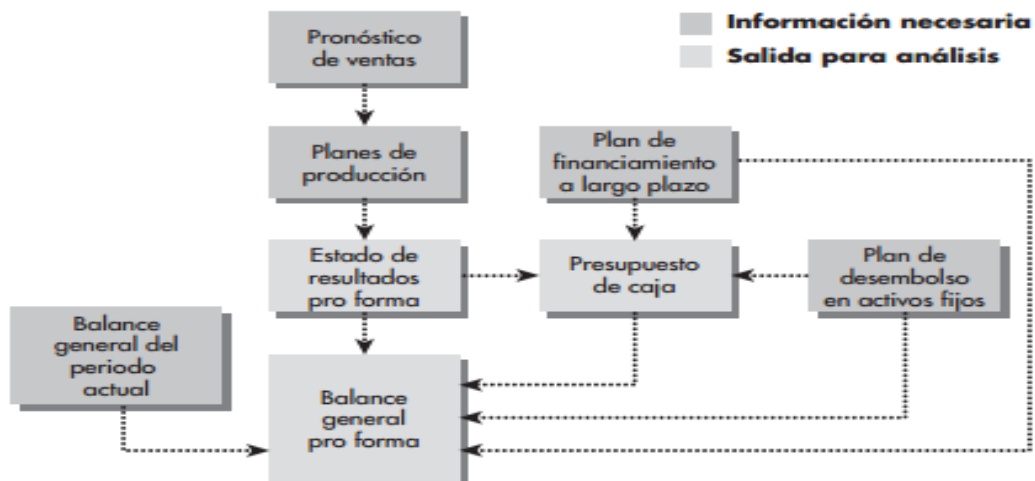 Pronóstico
de ventas
Información necesaria
Salida para análisis
Planes de
producción
Plan de
financiamiento
a largo plazo
Estado de
resultados
pro forma
Presupuesto
de caja
Plan de
desembolso
en activos fijos
Balance
general del
periodo
actual
Balance
general
pro forma